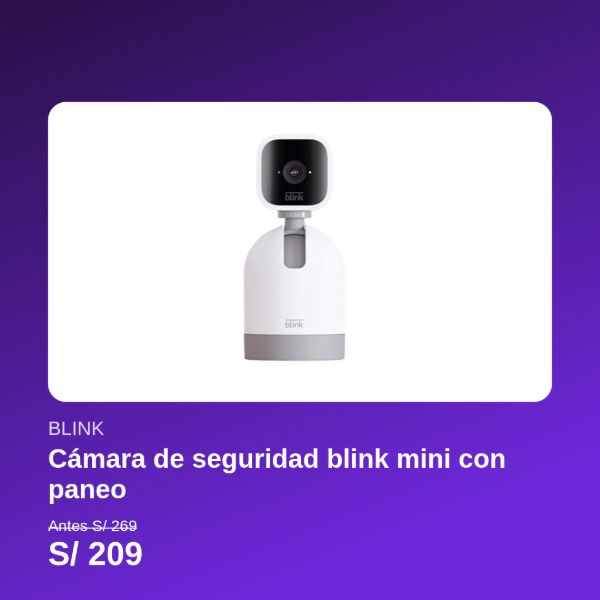 blink
blink
BLINK
Cámara de seguridad blink mini con
paneo
Antes S/ 269
S/ 209